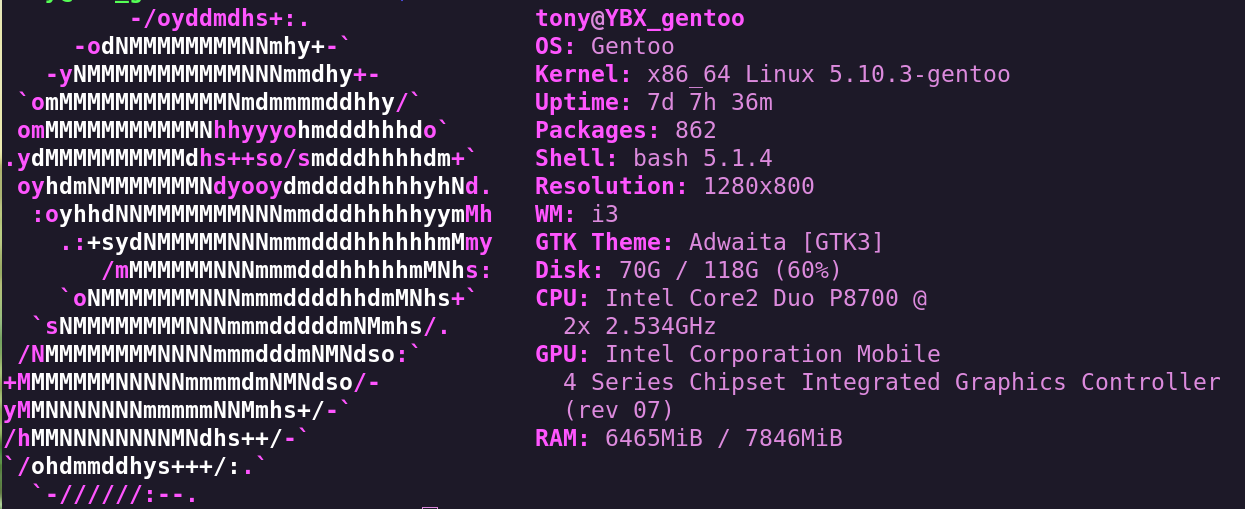 -/oyddmdhs+:. tony@YBX_gentoo
-odNMMMMMMMMNNmhy+-` OS: Gentoo
-yNMMMMMMMMMMMNNNmmdhy+- Kernel: x86_64 Linux 5.10.3-gentoo
`omMMMMMMMMMMMMNmdmmmmddhhy/` Uptime: 7d 7h 36m
omMMMMMMMMMMMNhhyyyohmdddhhhdo` Packages: 862
.ydMMMMMMMMMMdhs++so/smdddhhhhdm+` Shell: bash 5.1.4
oyhdmNMMMMMMMNdyooydmddddhhhhyhNd. Resolution: 1280x800
:oyhhdNNMMMMMMMNNNmmdddhhhhhyymMh WM: i3
.:+sydNMMMMMNNNmmmdddhhhhhhmMmy GTK Theme: Adwaita [GTK3]
/mMMMMMMNNNmmmdddhhhhhmMNhs: Disk: 70G / 118G (60%)
`oNMMMMMMMNNNmmmddddhhdmMNhs+` CPU: Intel Core2 Duo P8700 @
`sNMMMMMMMMNNNmmmdddddmNMmhs/. 2x 2.534GHz
/NMMMMMMMMNNNNmmmdddmNMNdso:` GPU: Intel Corporation Mobile
+MMMMMMMNNNNNmmmmdmNMNdso/- 4 Series Chipset Integrated Graphics Controller
yMMNNNNNNNmmmmmNNMmhs+/-` (rev 07)
/hMMNNNNNNNNMNdhs++/-` RAM: 6465MiB / 7846MiB
`/ohdmmddhys+++/:.`
`-//////:--.